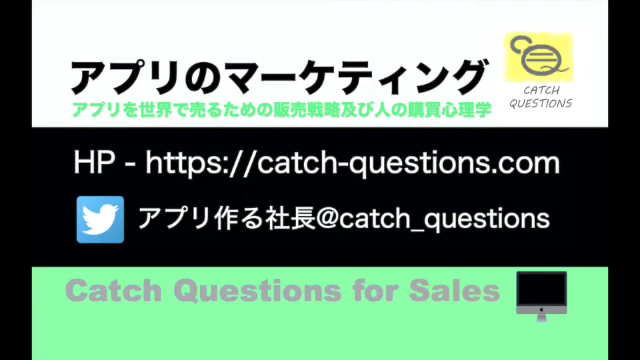 アプリのマーケティング
アプリを世界で売るための販売戦略及び人の購買心理学
CATCH
QUESTIONS
HP - https://catch-questions.com
アプリ作る社長@catch_questions
Catch Questions for Sales